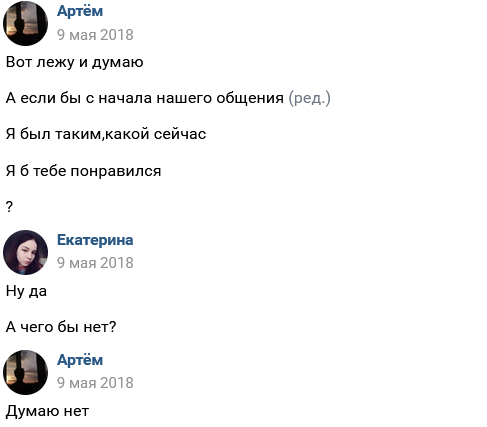 Артём
9 мая 2018
Вот лежу и думаю
А если бы с начала нашего общения (ред.)
Я был таким,какой сейчас
Я б тебе понравился
?
Екатерина
9 мая 2018
Ну да
А чего бы нет?
Артём
9 мая 2018
Думаю нет